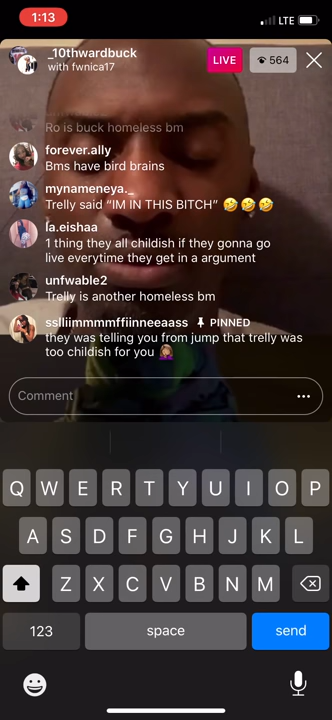 1:13
LTE
_10thwardbuck
with fwnica17
LIVE
564
Ro is buck homeless bm
forever.ally
Bms have bird brains
mynameneya._
Trelly said “IM IN THIS BITCH” 🤣🤣🤣
la.eishaa
1 thing they all childish if they gonna go
live everytime they get in a argument
unfwable2
Trelly is another homeless bm
sslliimmmmffiinneeaass PINNED
they was telling you from jump that trelly was
too childish for you 🤦🏽‍♀️
Comment
Q W E R T Y U I O P
A S D F G H J K L
Z X C V B N M
123 space send